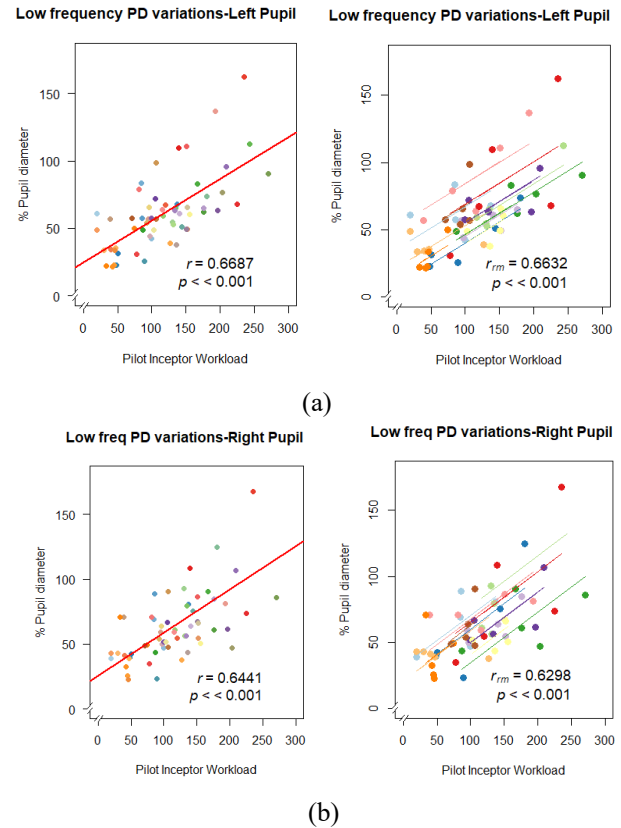 Low frequency PD variations-Left Pupil
% Pupil diameter
150
100
50
0
r = 0.6687
p << 0.001
0 50 100 150 200 250 300
Pilot Inceptor Workload
Low frequency PD variations-Left Pupil
% Pupil diameter
150
100
50
0
r_rm = 0.6632
p << 0.001
0 50 100 150 200 250 300
Pilot Inceptor Workload
(a)
Low freq PD variations-Right Pupil
% Pupil diameter
150
100
50
0
r = 0.6441
p << 0.001
0 50 100 150 200 250 300
Pilot Inceptor Workload
Low freq PD variations-Right Pupil
% Pupil diameter
150
100
50
0
r_rm = 0.6298
p << 0.001
0 50 100 150 200 250 300
Pilot Inceptor Workload
(b)